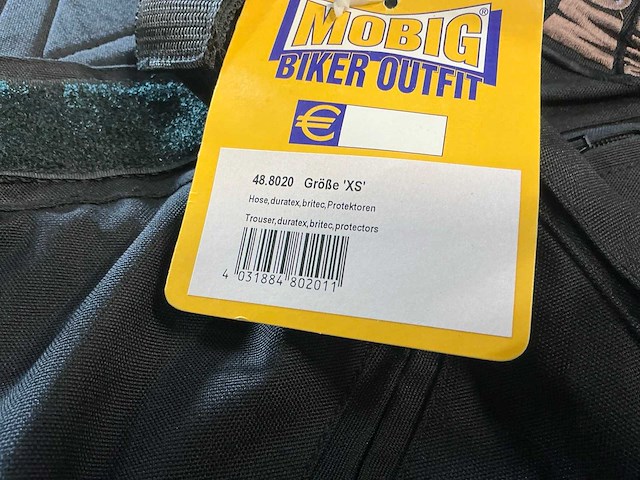 MOBIG®
BIKER OUTFIT
€
48.8020 Größe 'XS'
Hose,duratex,britec,Protektoren
Trouser,duratex,britec,protectors
4 031884 802011